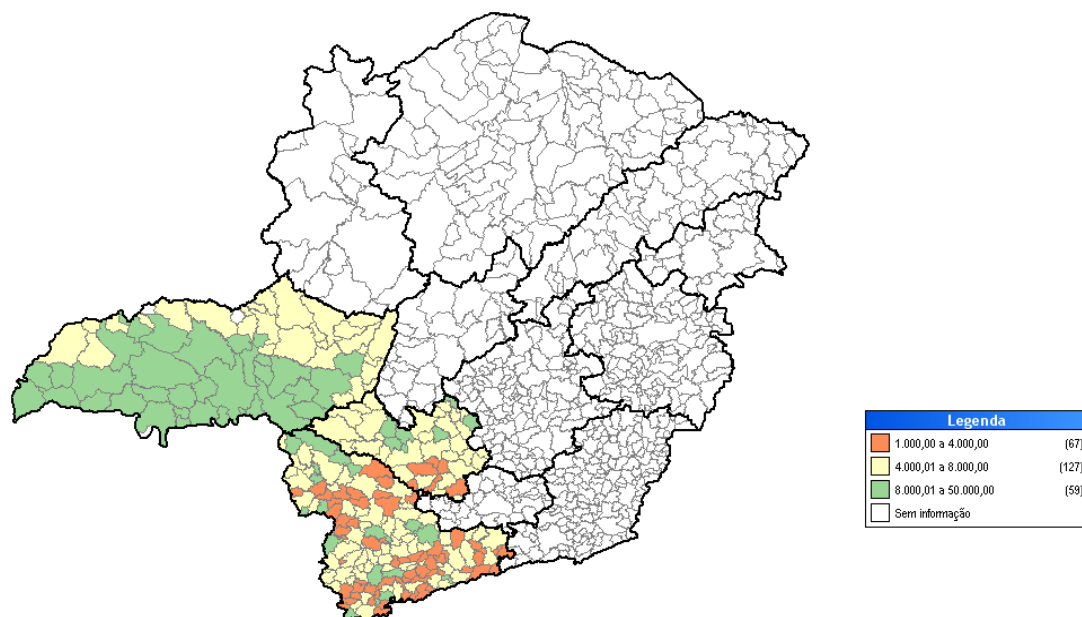 Legenda
1.000,00 a 4.000,00 (67)
4.000,01 a 8.000,00 (127)
8.000,01 a 50.000,00 (59)
Sem informação